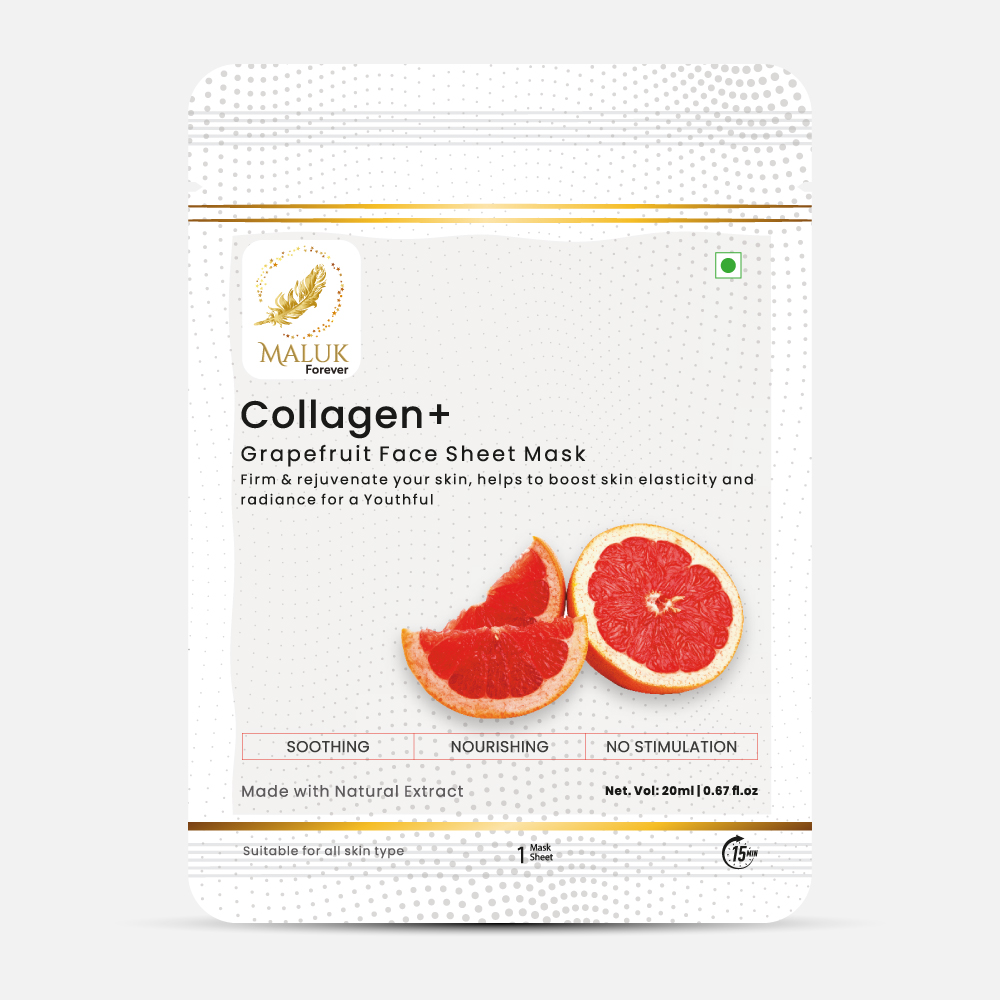 MALUK
Forever
Collagen+
Grapefruit Face Sheet Mask
Firm & rejuvenate your skin, helps to boost skin elasticity and
radiance for a Youthful
SOOTHING NOURISHING NO STIMULATION
Made with Natural Extract
Net. Vol: 20ml | 0.67 fl.oz
Suitable for all skin type
1 Mask
Sheet
15 MIN